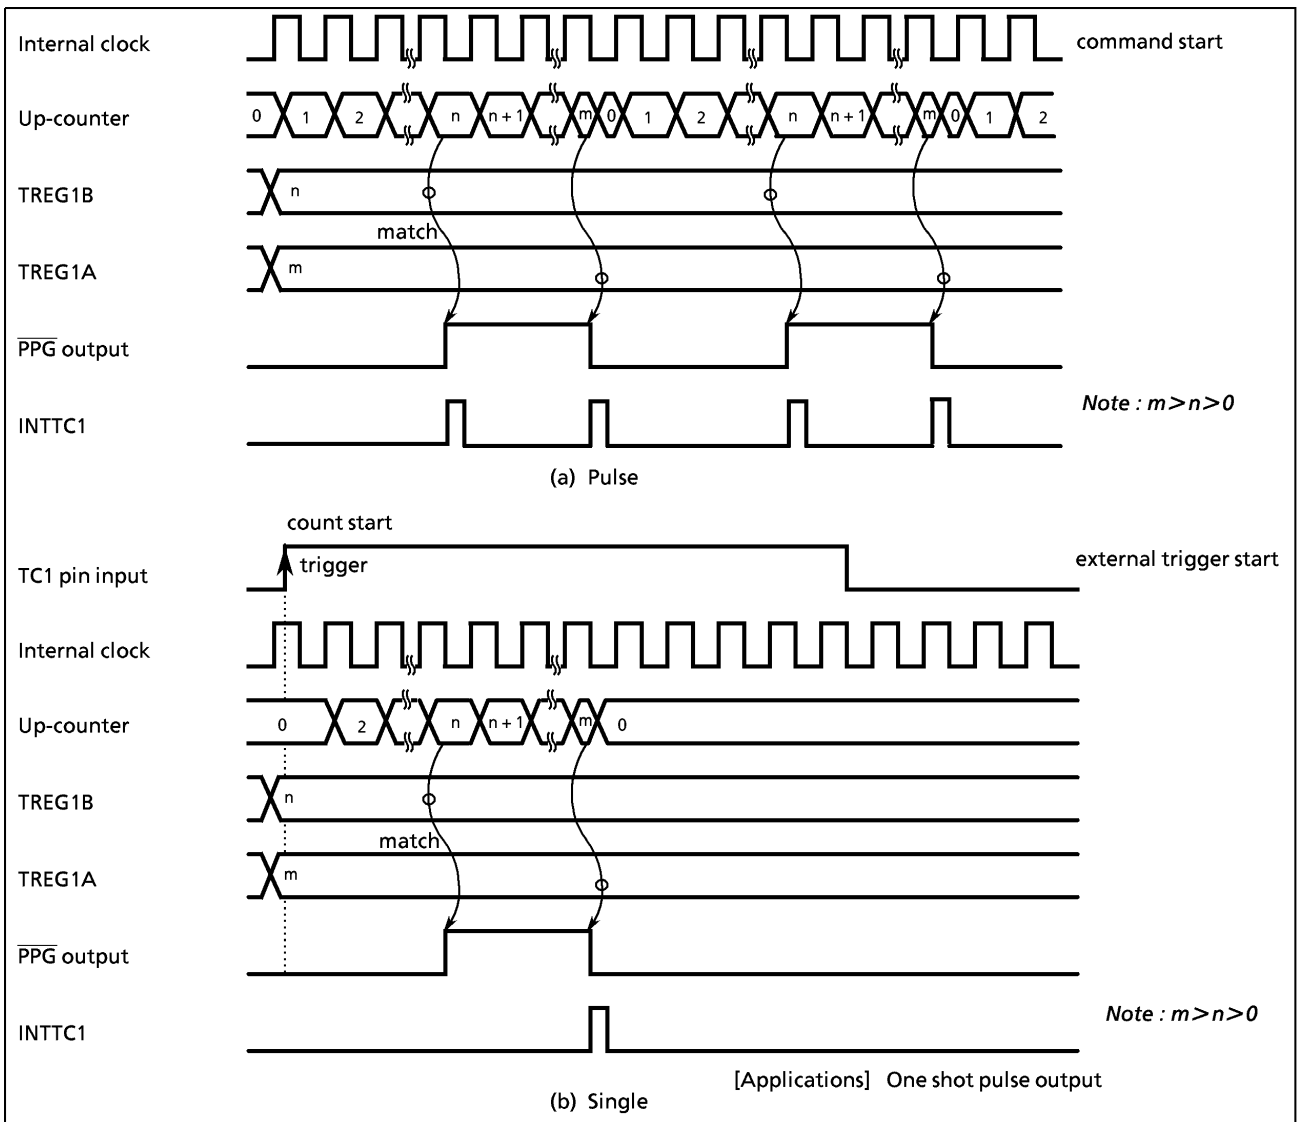 Internal clock
command start
Up-counter
0 1 2 n n + 1 m 0 1 2 n n + 1 m 0 1 2
TREG1B
n
match
TREG1A
m
PPG output
INTTC1
Note : m>n>0
(a) Pulse
count start
trigger
TC1 pin input
external trigger start
Internal clock
Up-counter
0 2 n n + 1 m 0
TREG1B
n
match
TREG1A
m
PPG output
INTTC1
Note : m>n>0
[Applications] One shot pulse output
(b) Single